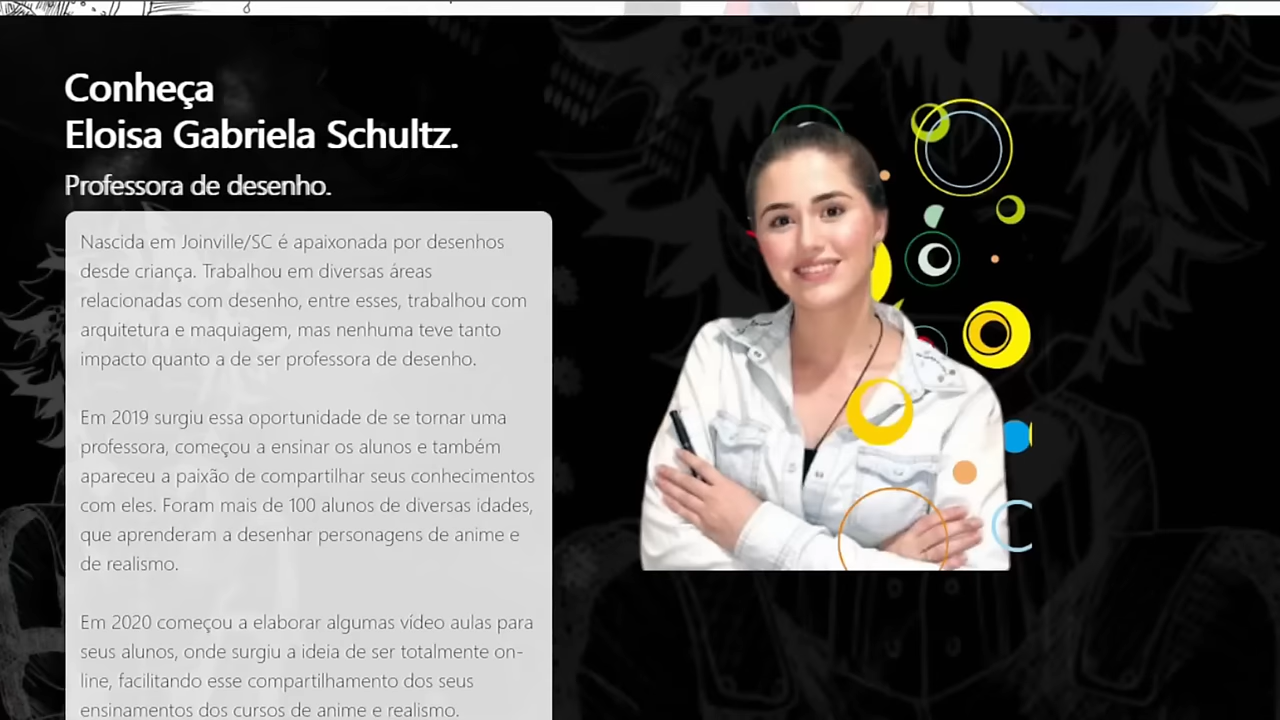 Conheça
Eloisa Gabriela Schultz.
Professora de desenho.
Nascida em Joinville/SC é apaixonada por desenhos
desde criança. Trabalhou em diversas áreas
relacionadas com desenho, entre esses, trabalhou com
arquitetura e maquiagem, mas nenhuma teve tanto
impacto quanto a de ser professora de desenho.
Em 2019 surgiu essa oportunidade de se tornar uma
professora, começou a ensinar os alunos e também
apareceu a paixão de compartilhar seus conhecimentos
com eles. Foram mais de 100 alunos de diversas idades,
que aprenderam a desenhar personagens de anime e
de realismo.
Em 2020 começou a elaborar algumas vídeo aulas para
seus alunos, onde surgiu a ideia de ser totalmente on-
line, facilitando esse compartilhamento dos seus
ensinamentos dos cursos de anime e realismo.